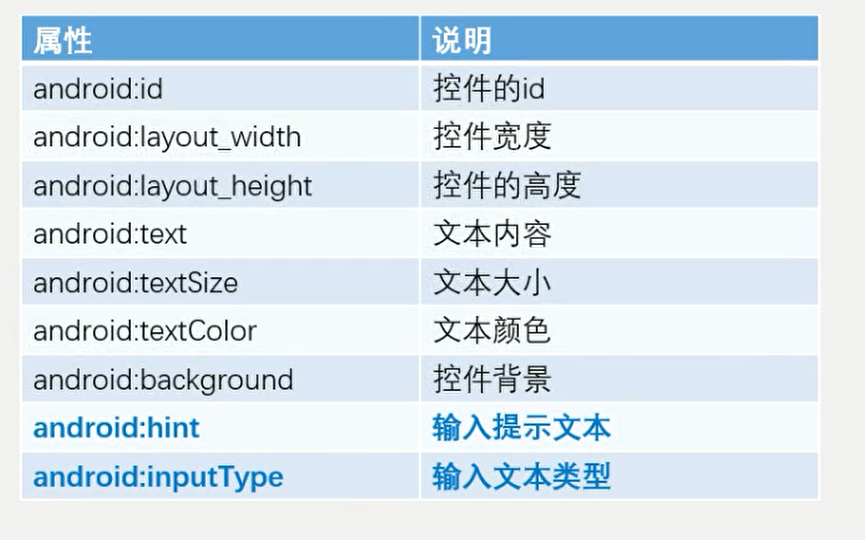 属性 说明
android:id 控件的id
android:layout_width 控件宽度
android:layout_height 控件的高度
android:text 文本内容
android:textSize 文本大小
android:textColor 文本颜色
android:background 控件背景
android:hint 输入提示文本
android:inputType 输入文本类型